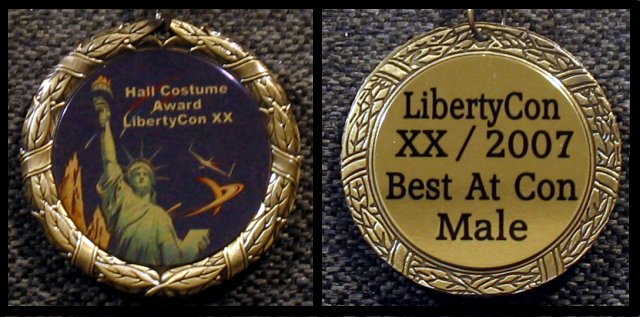 Hall Costume
Award
LibertyCon XX
LibertyCon
XX / 2007
Best At Con
Male